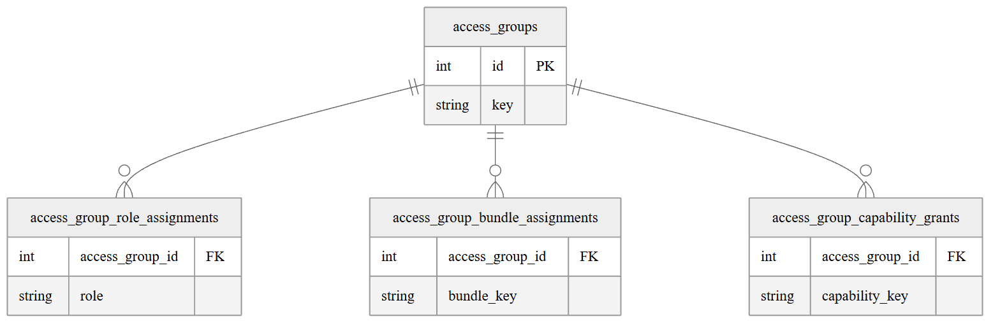 access_groups
int id PK
string key
access_group_role_assignments
int access_group_id FK
string role
access_group_bundle_assignments
int access_group_id FK
string bundle_key
access_group_capability_grants
int access_group_id FK
string capability_key